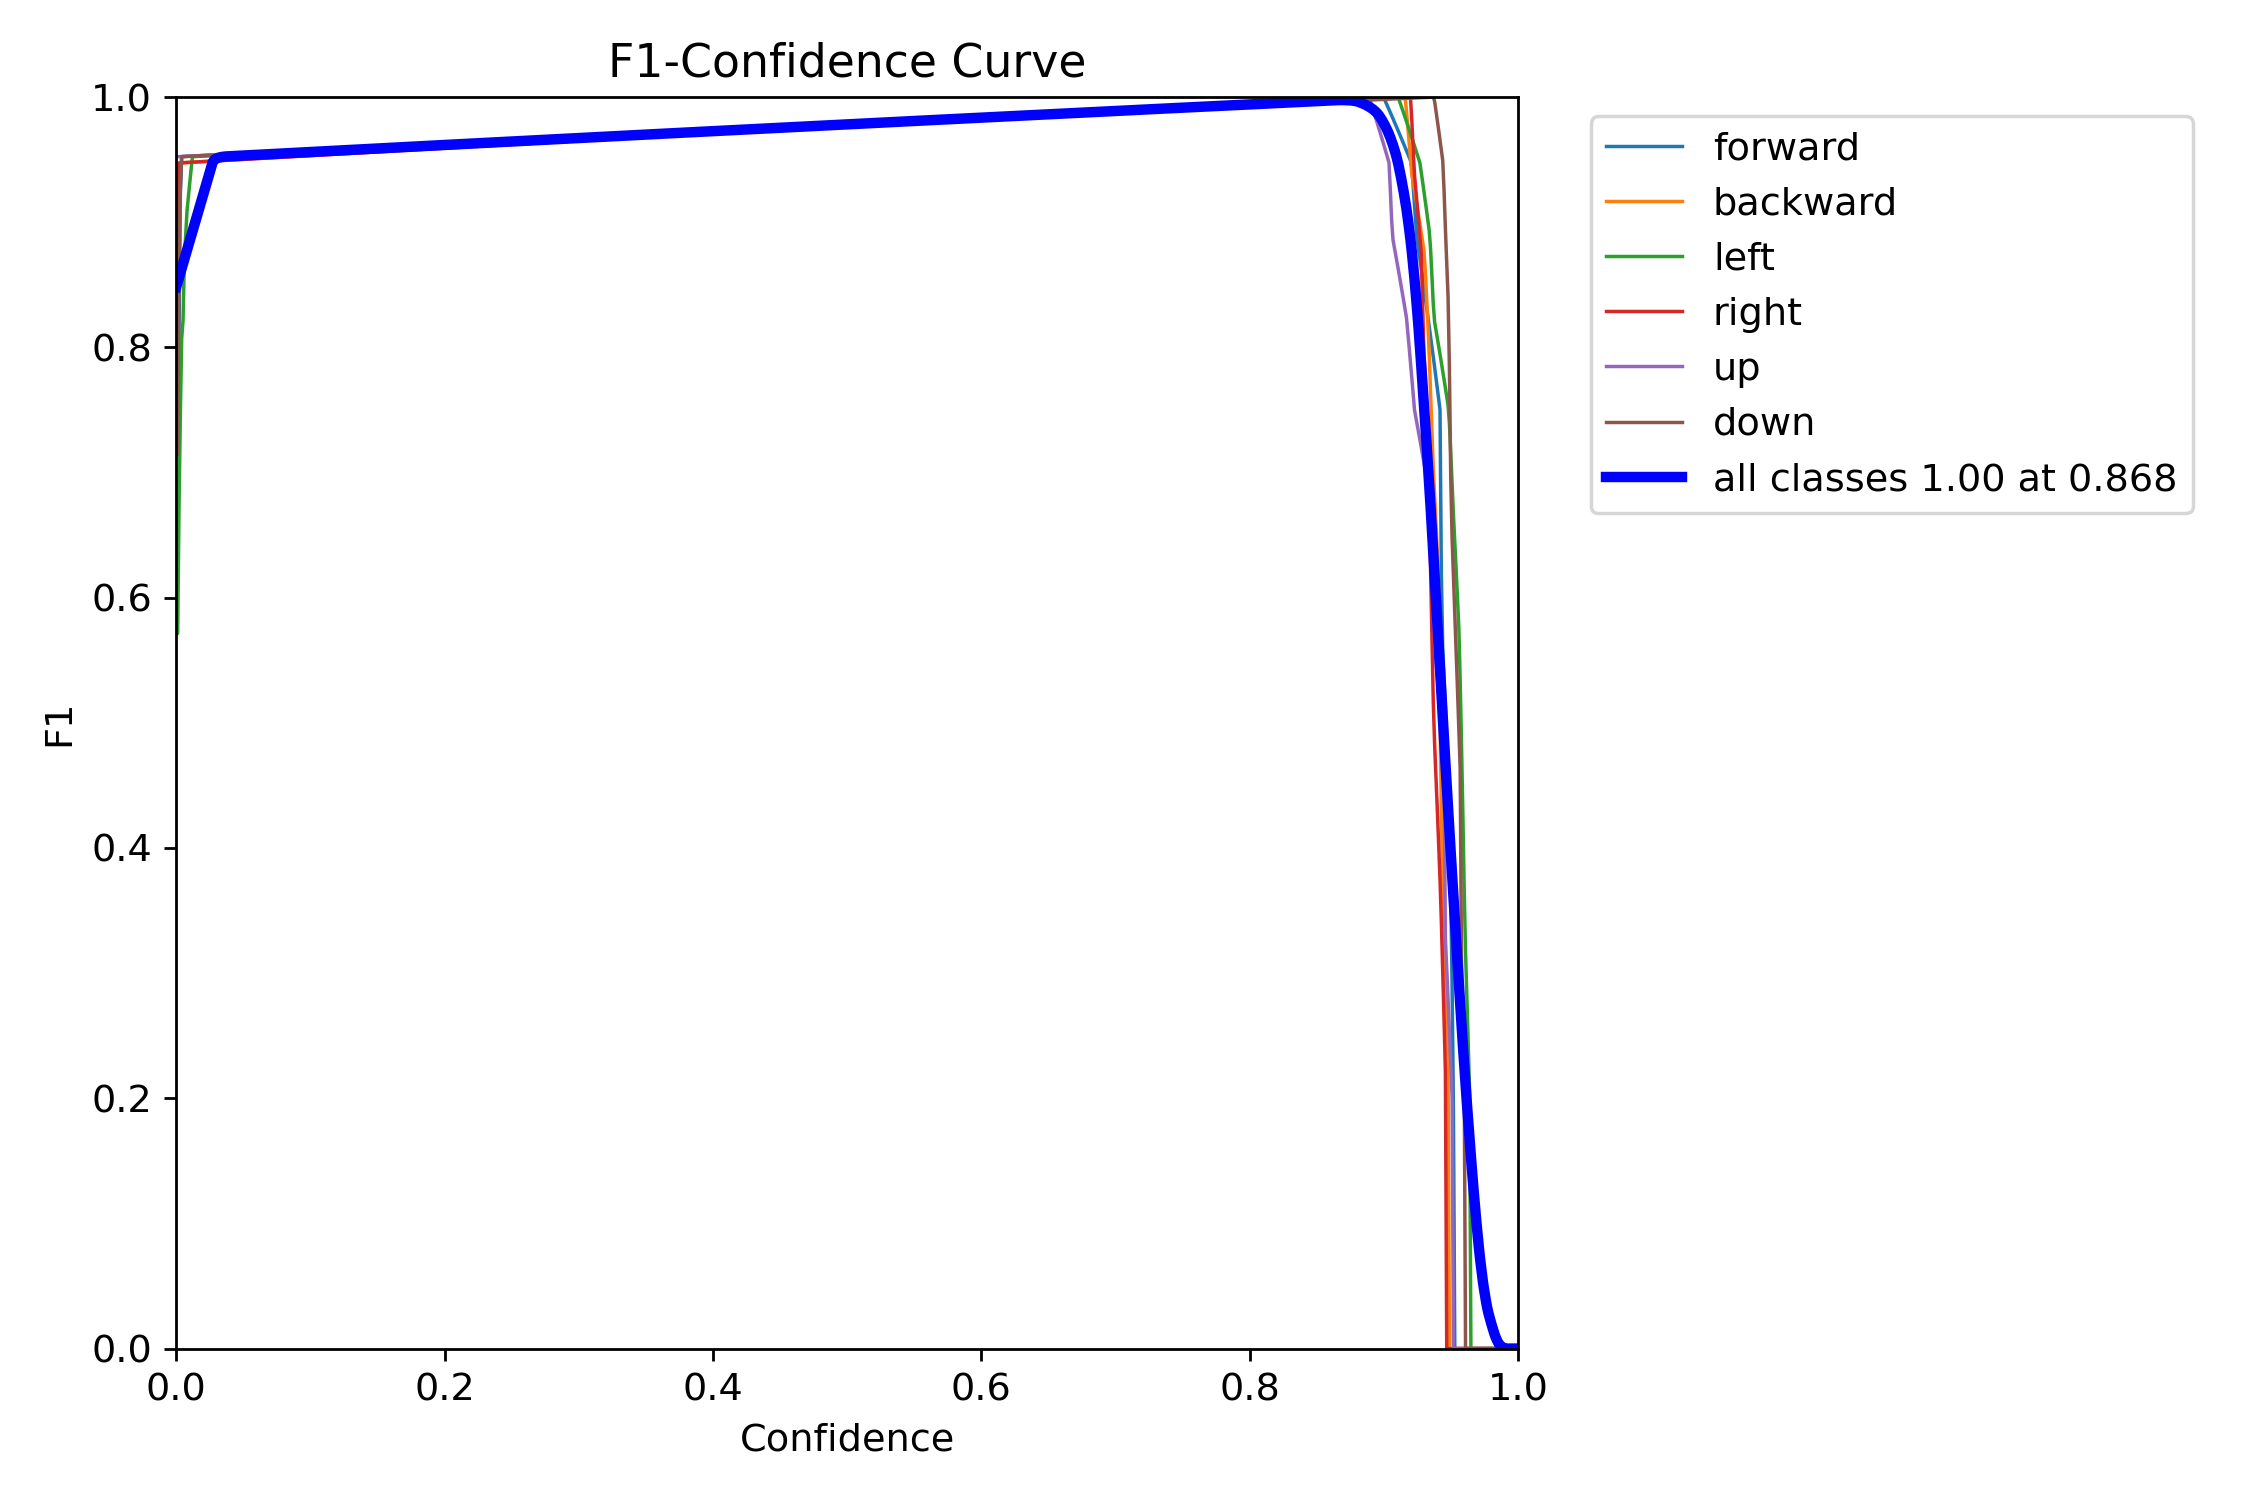 F1-Confidence Curve
1.0
0.8
0.6
0.4
0.2
0.0
F1
0.0 0.2 0.4 0.6 0.8 1.0
Confidence
forward
backward
left
right
up
down
all classes 1.00 at 0.868